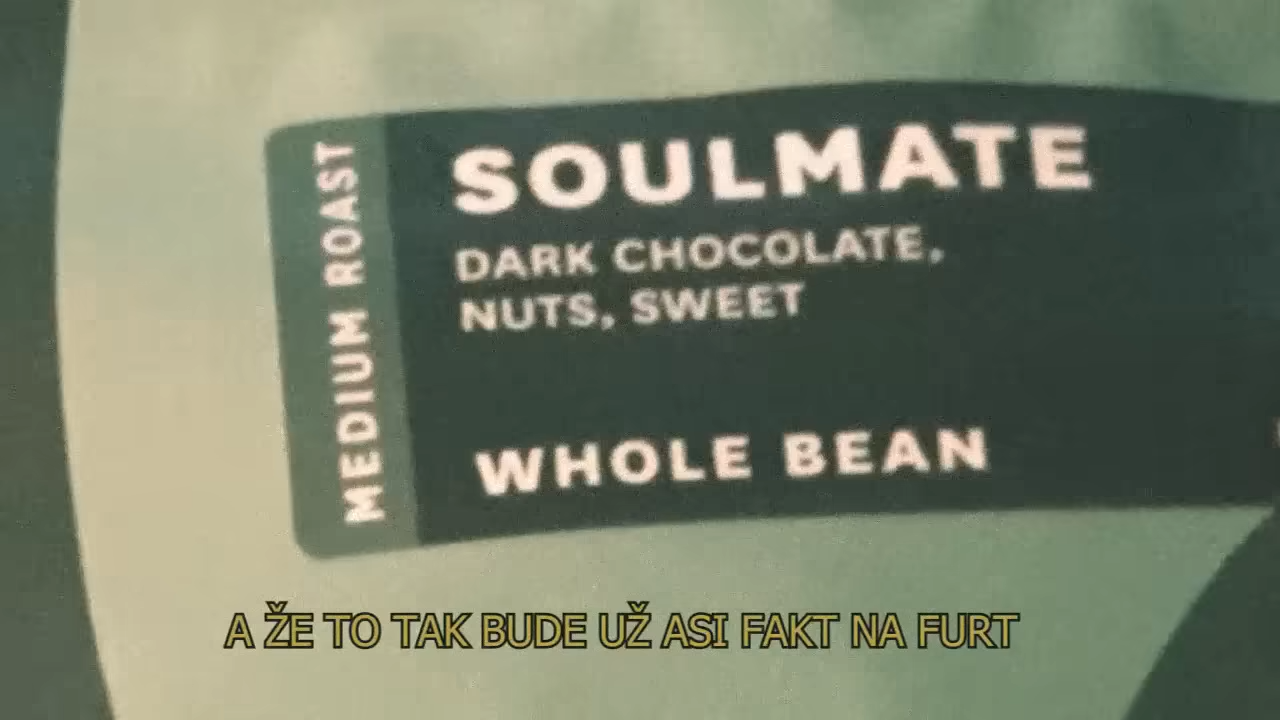 MEDIUM ROAST
SOULMATE
DARK CHOCOLATE,
NUTS, SWEET
WHOLE BEAN
A ŽE TO TAK BUDE UŽ ASI FAKT NA FURT